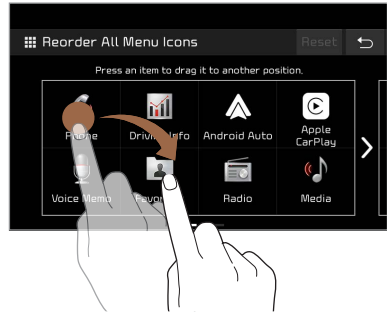 Reorder All Menu Icons
Reset
Press an item to drag it to another position.
Phone
Driving Info
Android Auto
Apple
CarPlay
Voice Memo
Radio
Media